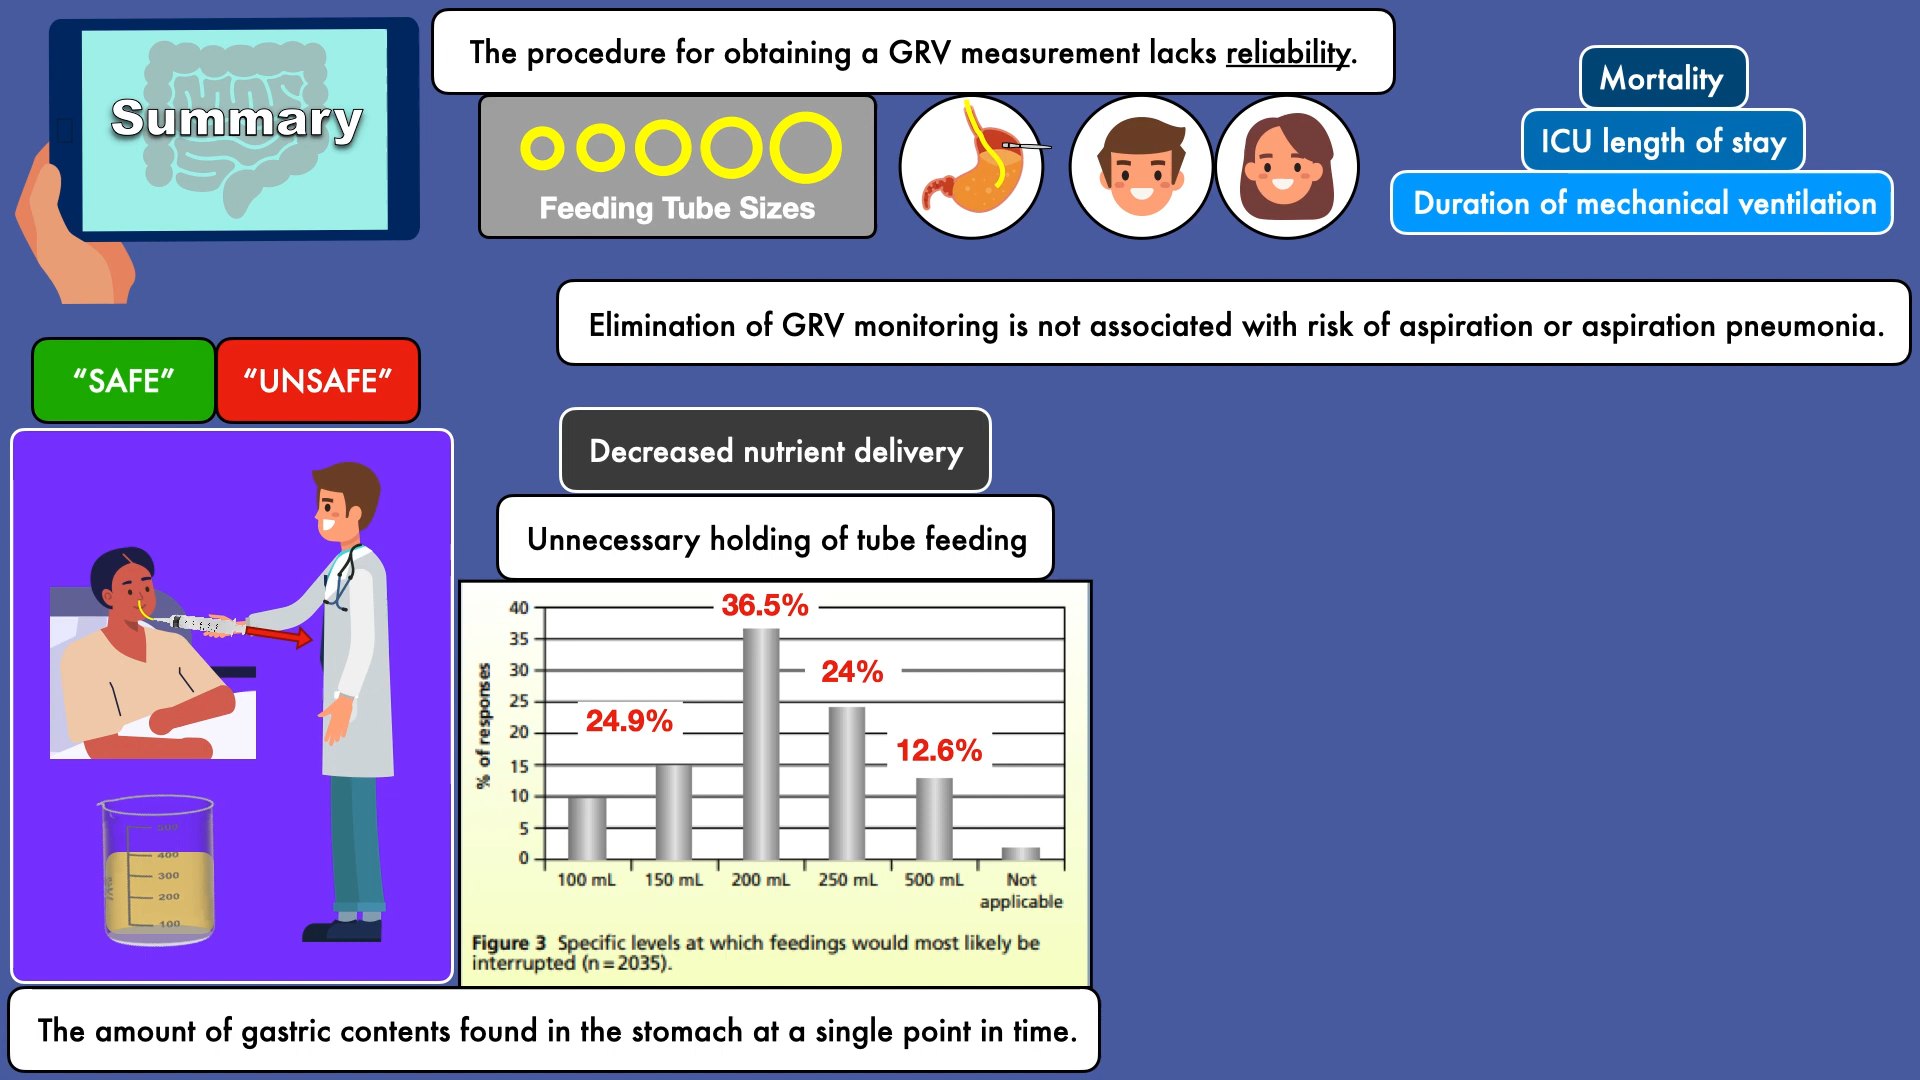 Summary
The procedure for obtaining a GRV measurement lacks reliability.
Feeding Tube Sizes
Mortality
ICU length of stay
Duration of mechanical ventilation
Elimination of GRV monitoring is not associated with risk of aspiration or aspiration pneumonia.
“SAFE”
“UNSAFE”
Decreased nutrient delivery
Unnecessary holding of tube feeding
% of responses
40
35
30
25
20
15
10
5
0
24.9%
36.5%
24%
12.6%
100 mL
150 mL
200 mL
250 mL
500 mL
Not
applicable
Figure 3 Specific levels at which feedings would most likely be
interrupted (n=2035).
500
400
300
200
100
The amount of gastric contents found in the stomach at a single point in time.